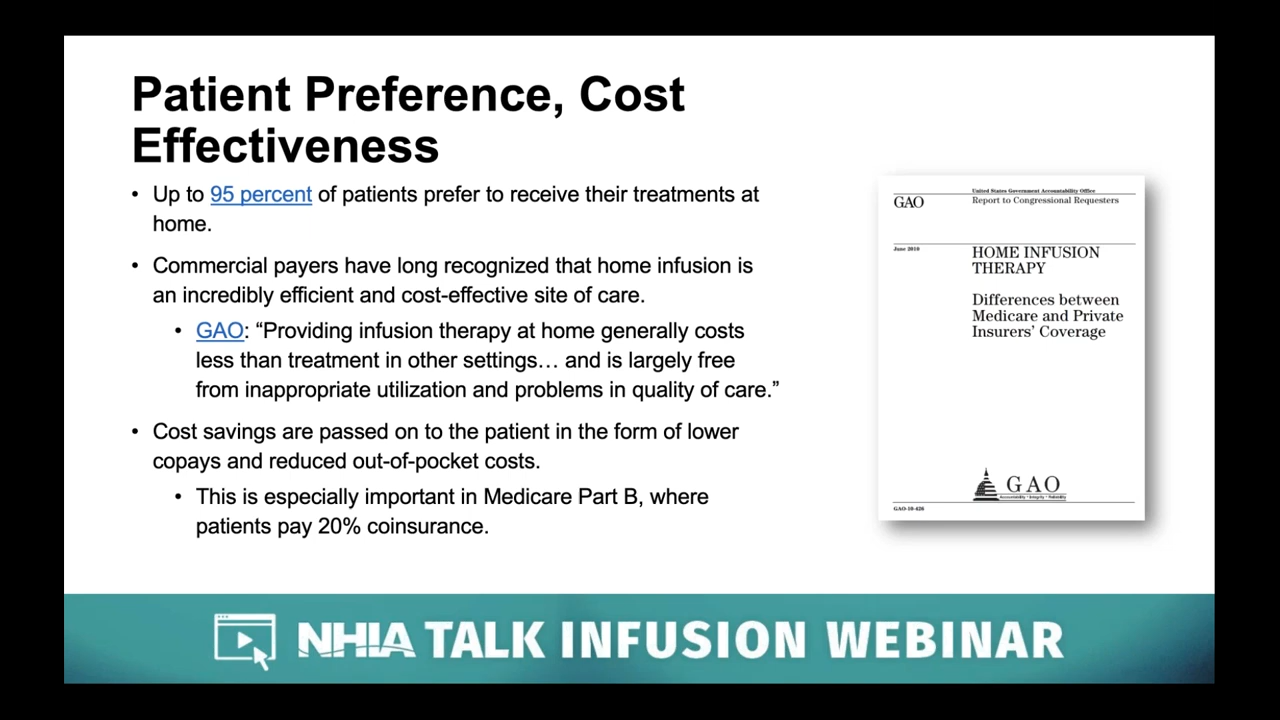 Patient Preference, Cost
Effectiveness
• Up to 95 percent of patients prefer to receive their treatments at
home.
• Commercial payers have long recognized that home infusion is
an incredibly efficient and cost-effective site of care.
• GAO: “Providing infusion therapy at home generally costs
less than treatment in other settings… and is largely free
from inappropriate utilization and problems in quality of care.”
• Cost savings are passed on to the patient in the form of lower
copays and reduced out-of-pocket costs.
• This is especially important in Medicare Part B, where
patients pay 20% coinsurance.
United States Government Accountability Office
GAO
Report to Congressional Requesters
June 2010
HOME INFUSION
THERAPY
Differences between
Medicare and Private
Insurers’ Coverage
GAO
Accountability * Integrity * Reliability
GAO-10-426
NHIA TALK INFUSION WEBINAR